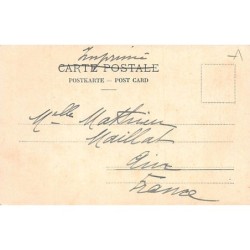 Imprimé
CARTE POSTALE
POSTKARTE - POST CARD
Mlle Mathieu
Maillat
Ain
France